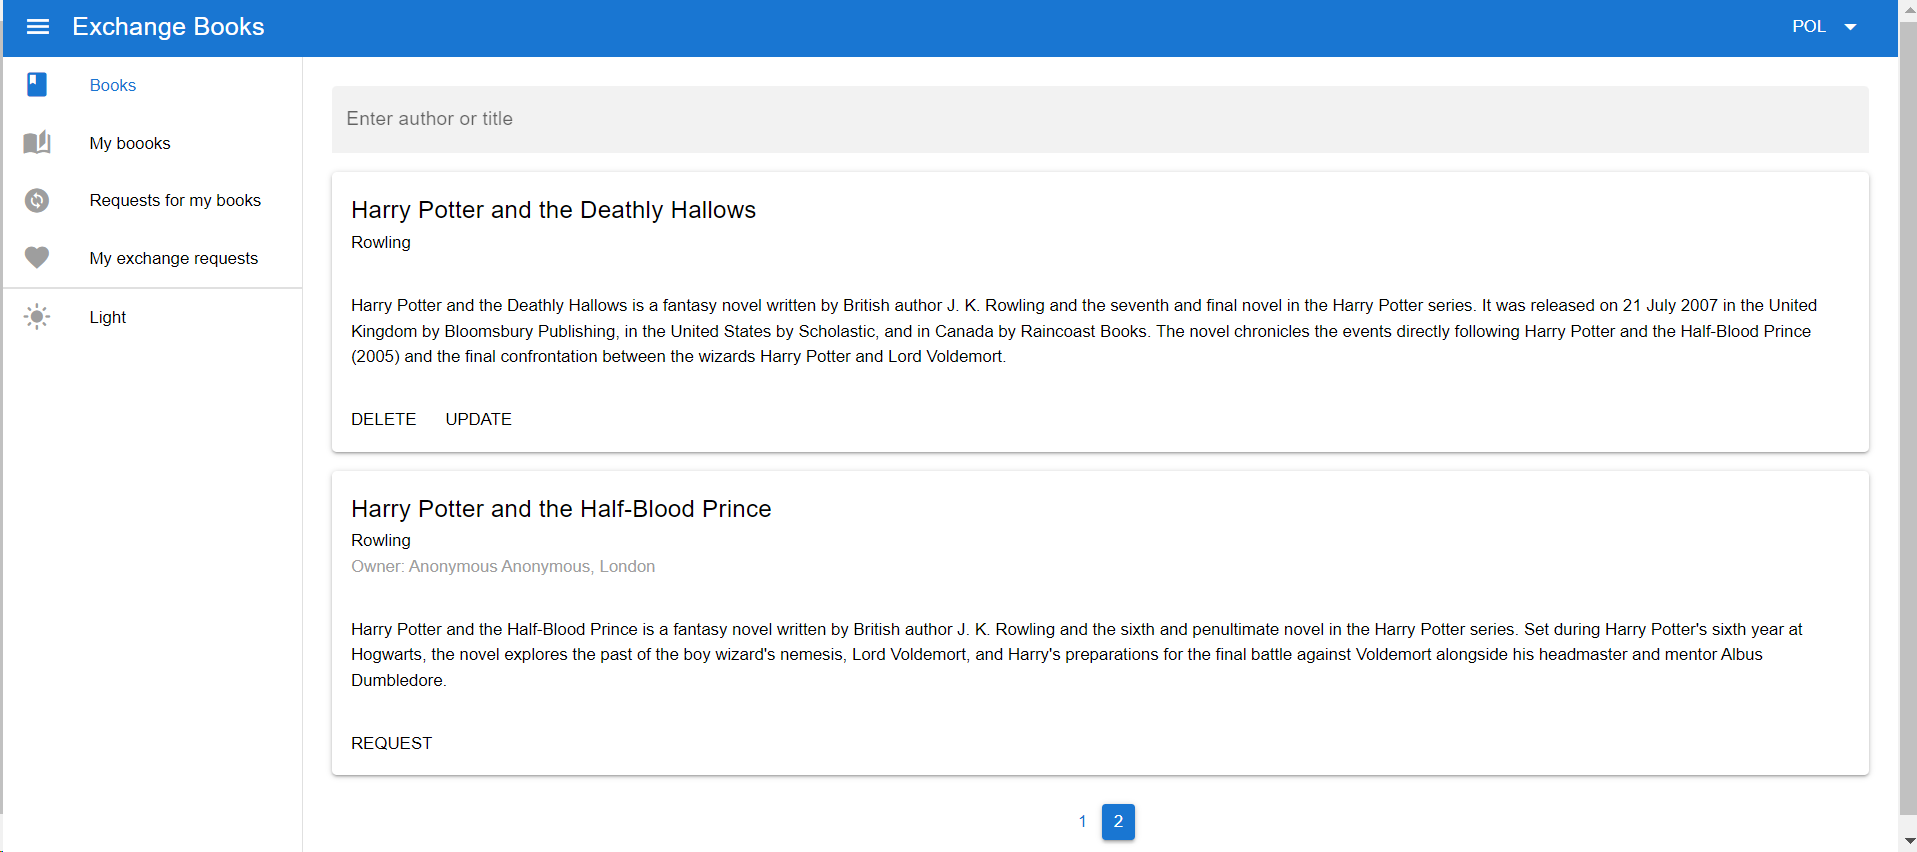 Exchange Books
POL
Books
My boooks
Requests for my books
My exchange requests
Light
Enter author or title
Harry Potter and the Deathly Hallows
Rowling
Harry Potter and the Deathly Hallows is a fantasy novel written by British author J. K. Rowling and the seventh and final novel in the Harry Potter series. It was released on 21 July 2007 in the United
Kingdom by Bloomsbury Publishing, in the United States by Scholastic, and in Canada by Raincoast Books. The novel chronicles the events directly following Harry Potter and the Half-Blood Prince
(2005) and the final confrontation between the wizards Harry Potter and Lord Voldemort.
DELETE UPDATE
Harry Potter and the Half-Blood Prince
Rowling
Owner: Anonymous Anonymous, London
Harry Potter and the Half-Blood Prince is a fantasy novel written by British author J. K. Rowling and the sixth and penultimate novel in the Harry Potter series. Set during Harry Potter's sixth year at
Hogwarts, the novel explores the past of the boy wizard's nemesis, Lord Voldemort, and Harry's preparations for the final battle against Voldemort alongside his headmaster and mentor Albus
Dumbledore.
REQUEST
1 2